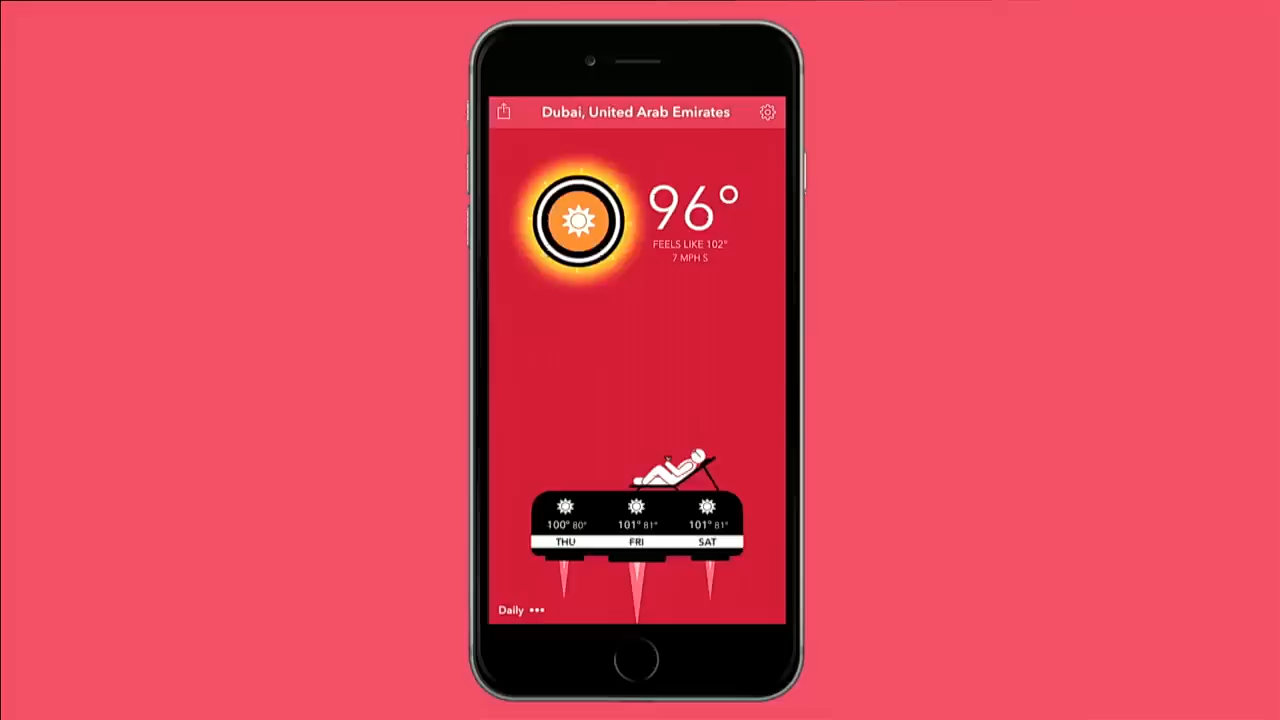 Dubai, United Arab Emirates
96°
FEELS LIKE 102°
7 MPH S
100° 80° 101° 81° 101° 81°
THU FRI SAT
Daily •••